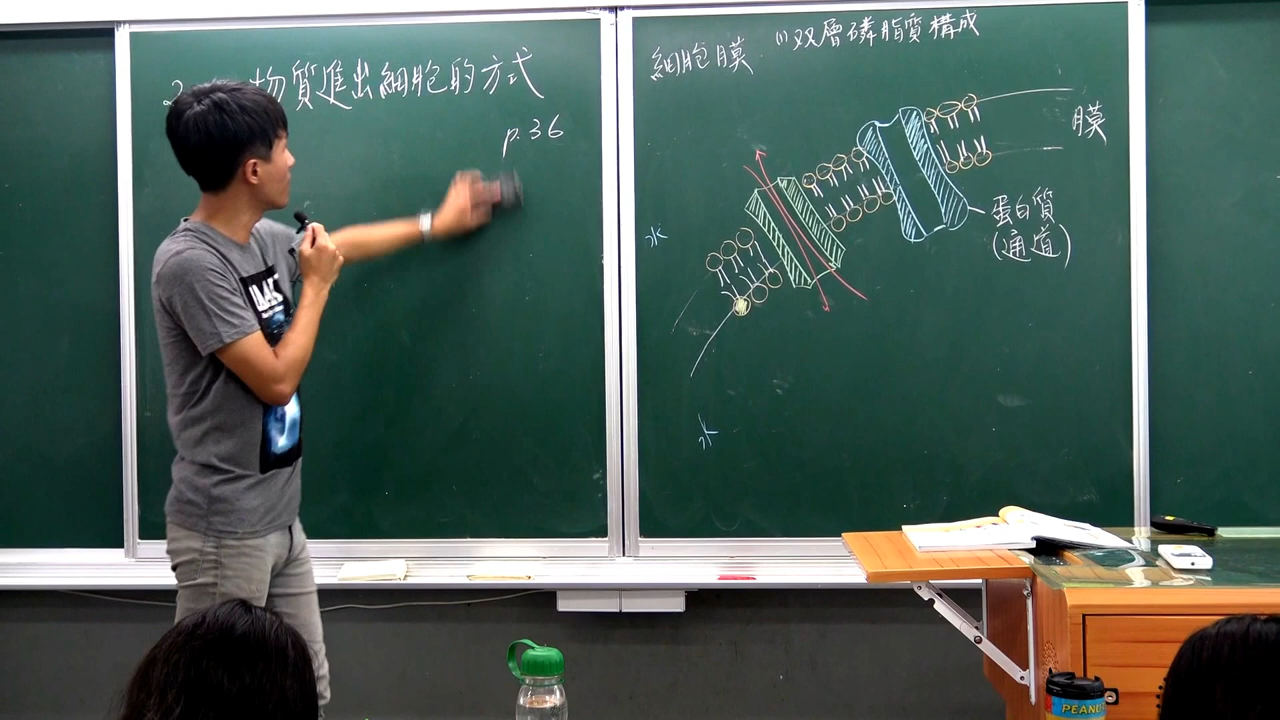 2 物質進出細胞的方式
p.36
細胞膜 (1)双層磷脂質構成
膜
蛋白質
(通道)
水
水
PEANU